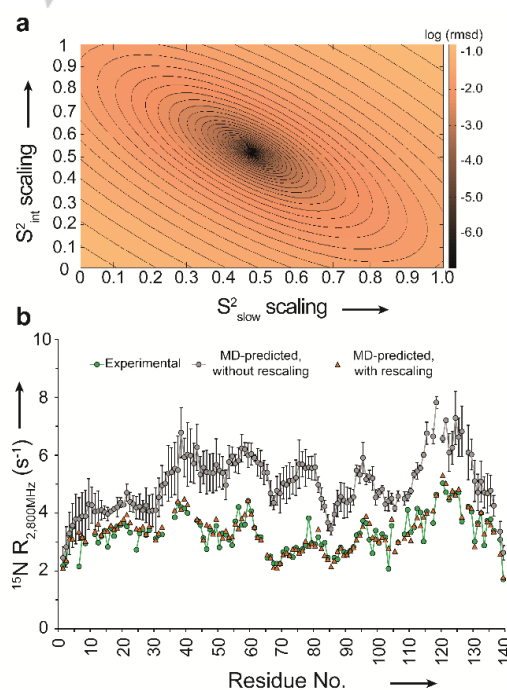 a
log (rmsd)
1
0.9
0.8
0.7
0.6
0.5
0.4
0.3
0.2
0.1
0
S²int scaling
-1.0
-2.0
-3.0
-4.0
-5.0
-6.0
0 0.1 0.2 0.3 0.4 0.5 0.6 0.7 0.8 0.9 1.0
S²slow scaling
b
10
8
6
4
2
0
Experimental
MD-predicted, without rescaling
MD-predicted, with rescaling
¹⁵N R2,800MHz (s⁻¹)
0 10 20 30 40 50 60 70 80 90 100 110 120 130 140
Residue No.